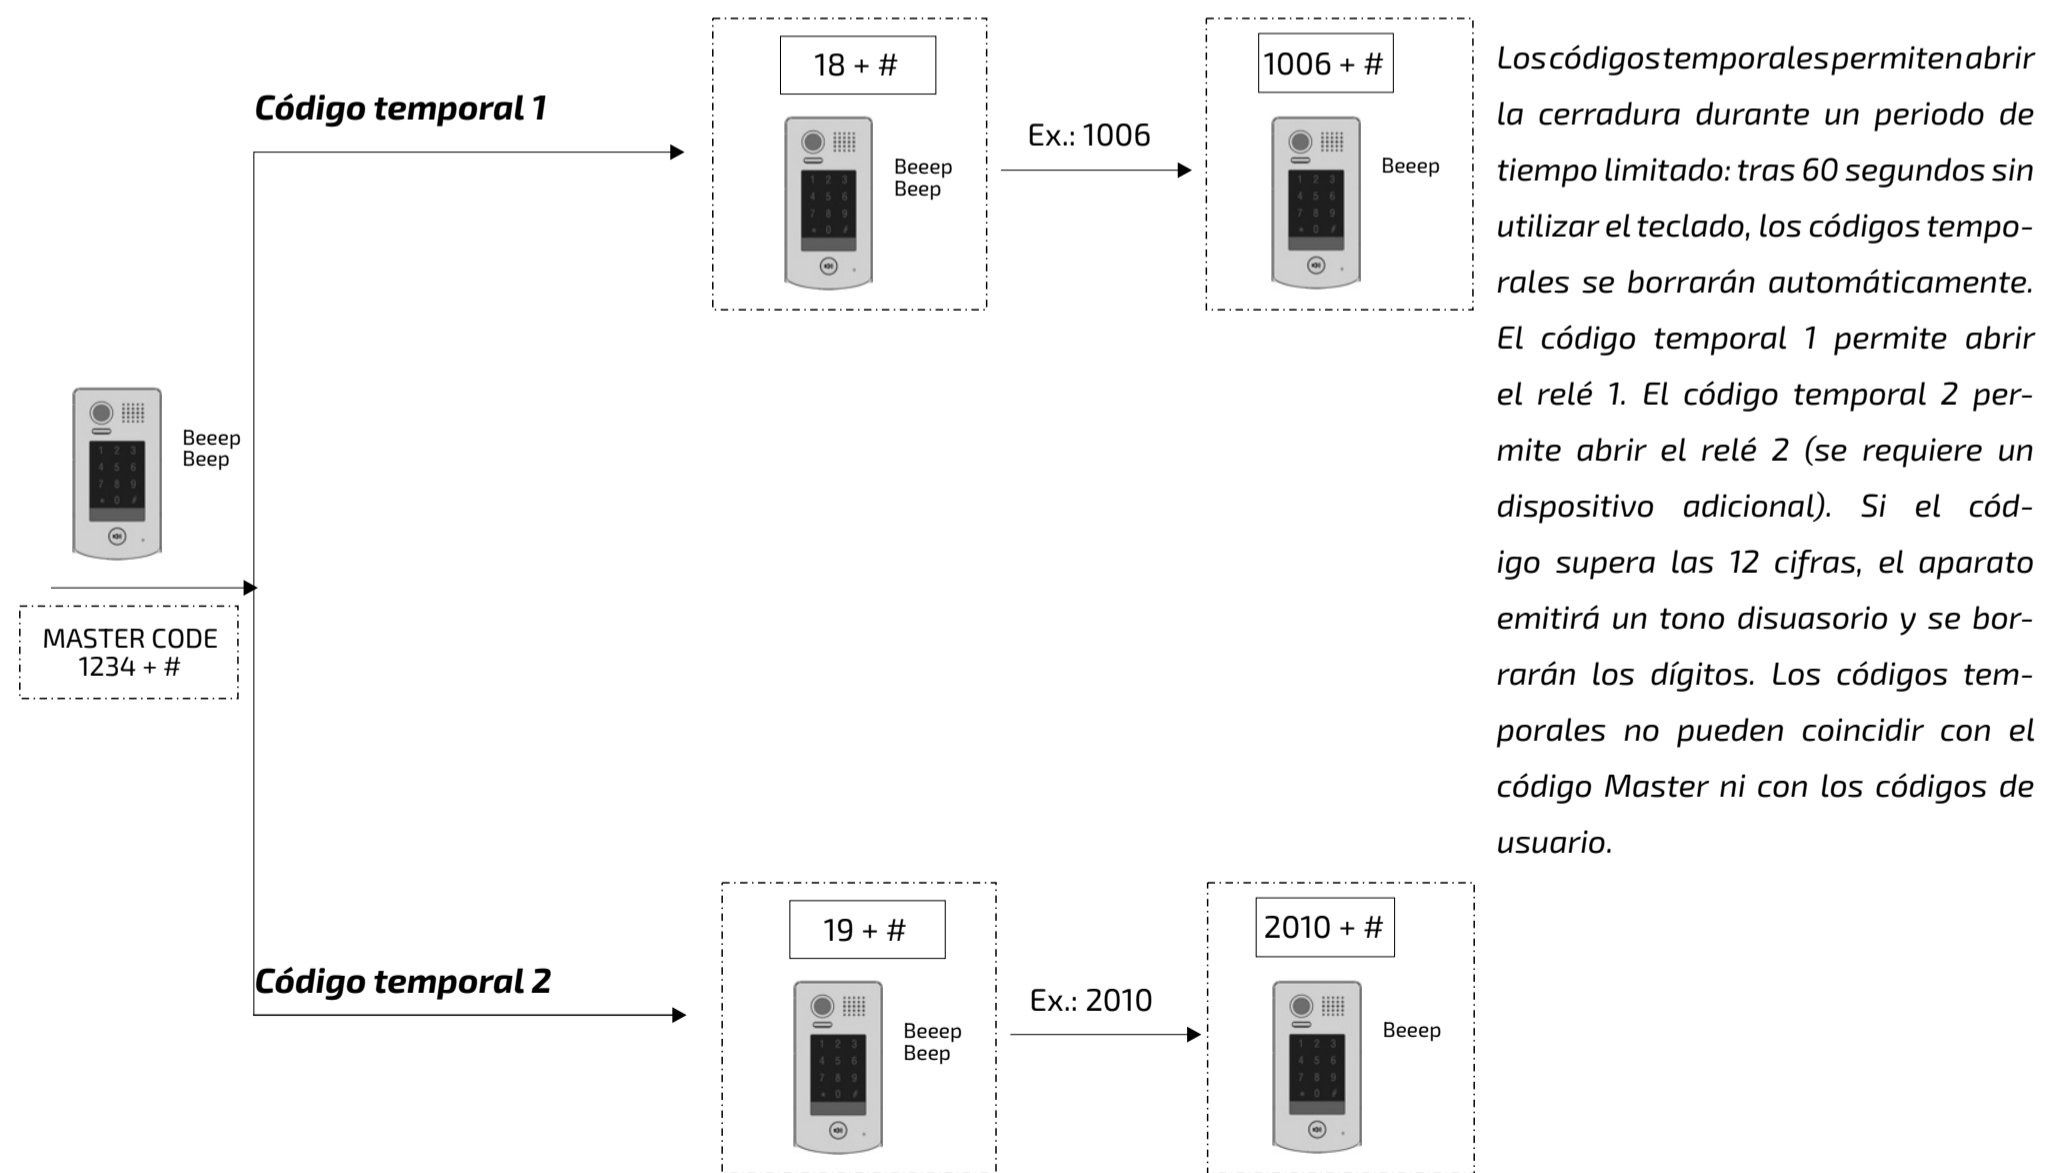 18 + #
1006 + #
Código temporal 1
Ex.: 1006
Beeep
Beep
Beeep
Los códigos temporales permiten abrir
la cerradura durante un periodo de
tiempo limitado: tras 60 segundos sin
utilizar el teclado, los códigos tempo-
rales se borrarán automáticamente.
El código temporal 1 permite abrir
el relé 1. El código temporal 2 per-
mite abrir el relé 2 (se requiere un
dispositivo adicional). Si el cód-
igo supera las 12 cifras, el aparato
emitirá un tono disuasorio y se bor-
rarán los dígitos. Los códigos tem-
porales no pueden coincidir con el
código Master ni con los códigos de
usuario.
Beeep
Beep
MASTER CODE
1234 + #
19 + #
2010 + #
Código temporal 2
Ex.: 2010
Beeep
Beep
Beeep